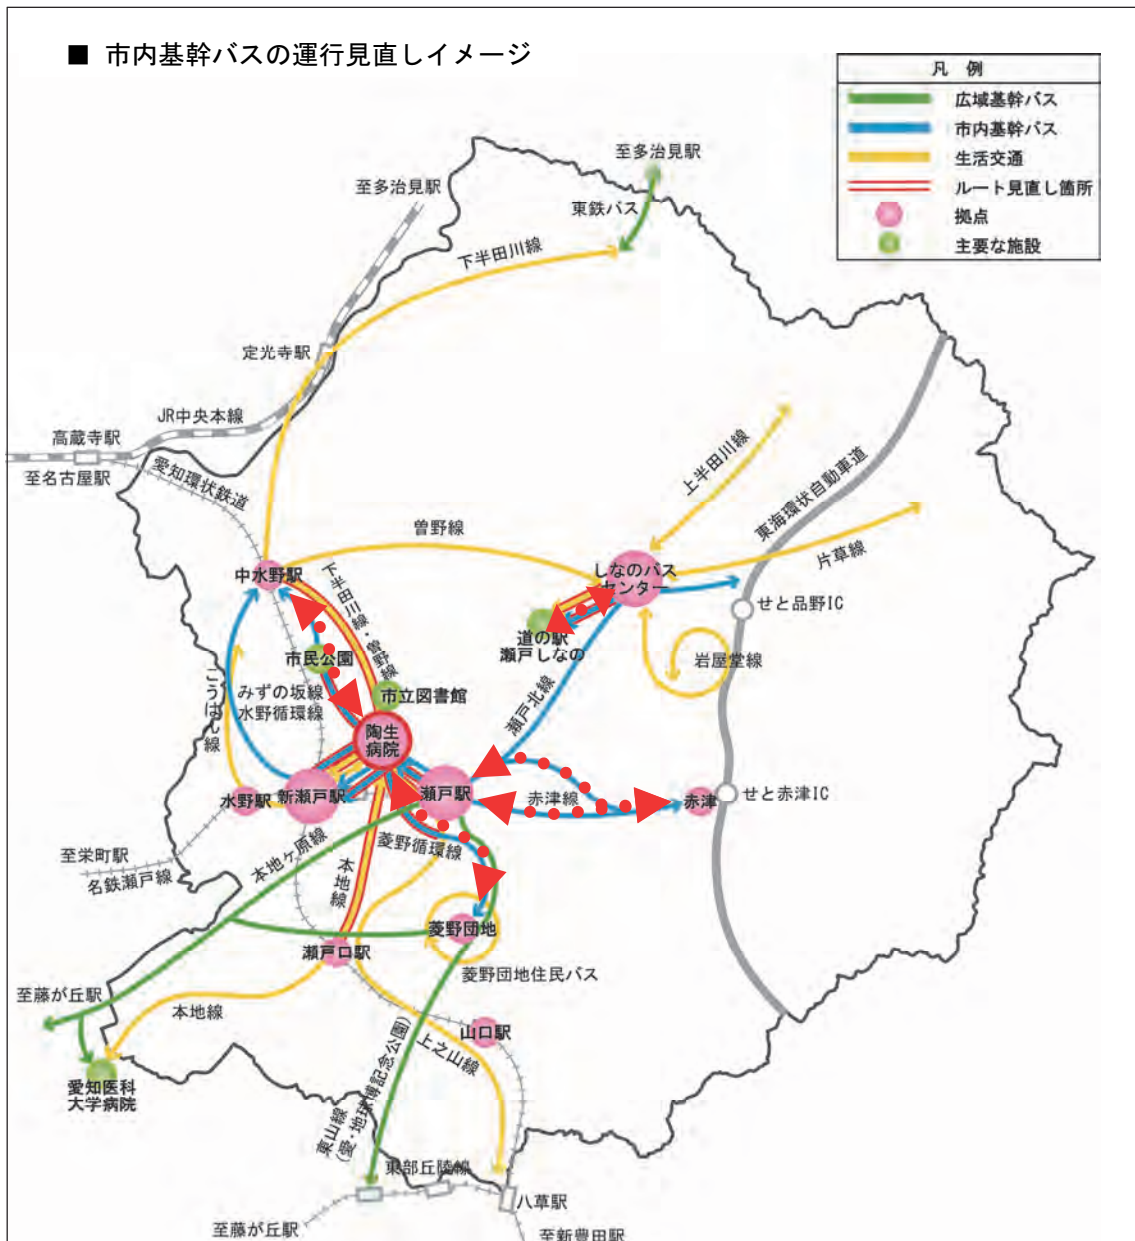 ■ 市内基幹バスの運行見直しイメージ
凡 例
広域基幹バス
市内基幹バス
生活交通
ルート見直し箇所
拠点
主要な施設
至多治見駅
東鉄バス
至多治見駅
下半田川線
定光寺駅
JR中央本線
高蔵寺駅
至名古屋駅
愛知環状鉄道
上半田川線
東海環状自動車道
曽野線
片草線
しなのバス
センター
中水野駅
下半田川線・曽野線
せと品野IC
道の駅
瀬戸しなの
岩屋堂線
市民公園
こうはん線
みずの坂線
水野循環線
市立図書館
瀬戸北線
陶生
病院
水野駅
新瀬戸駅
瀬戸駅
赤津線
赤津
せと赤津IC
至栄町駅
名鉄瀬戸線
本地ヶ原線
本地線
菱野循環線
菱野団地
瀬戸口駅
菱野団地住民バス
至藤が丘駅
本地線
山口駅
上之山線
愛知医科
大学病院
東山線
(愛・地球博記念公園)
東部丘陵線
八草駅
至藤が丘駅
至新豊田駅